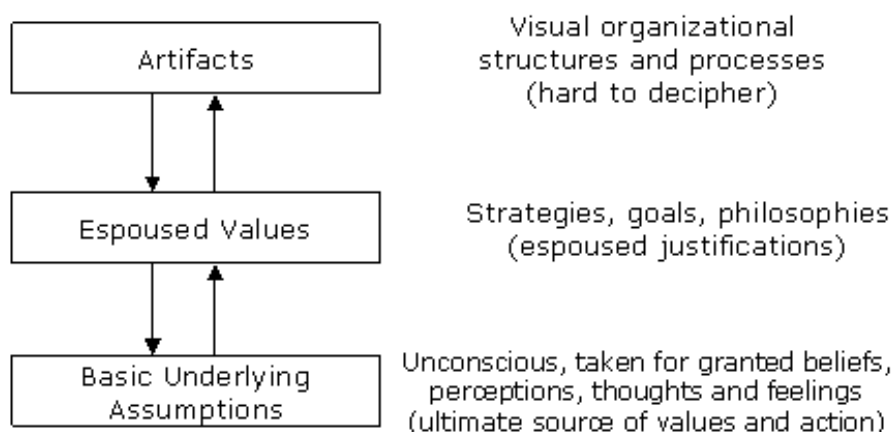 Artifacts
Visual organizational
structures and processes
(hard to decipher)
Espoused Values
Strategies, goals, philosophies
(espoused justifications)
Basic Underlying
Assumptions
Unconscious, taken for granted beliefs,
perceptions, thoughts and feelings
(ultimate source of values and action)